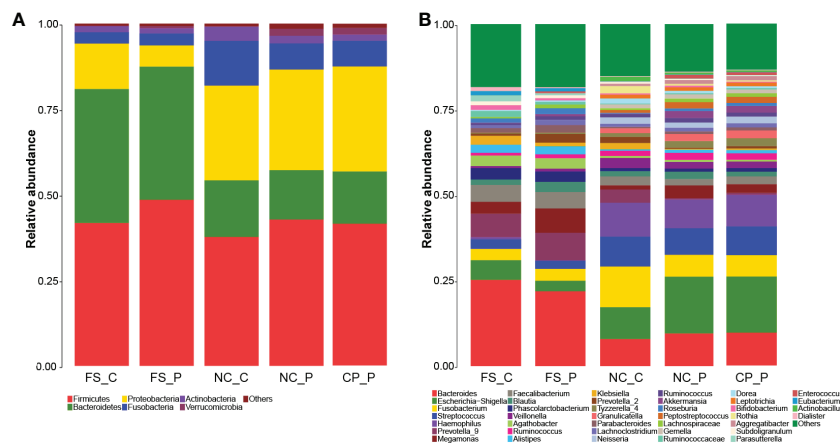 A
B
Relative abundance
1.00
0.75
0.50
0.25
0.00
FS_C FS_P NC_C NC_P CP_P
Firmicutes Proteobacteria Actinobacteria Others
Bacteroidetes Fusobacteria Verrucomicrobia
Relative abundance
1.00
0.75
0.50
0.25
0.00
FS_C FS_P NC_C NC_P CP_P
Bacteroides Faecalibacterium Klebsiella Ruminococcus Dorea Enterococcus
Escherichia-Shigella Blautia Prevotella_2 Akkermansia Leptotrichia Eubacterium
Fusobacterium Phascolarctobacterium Tyzzerella_4 Roseburia Bifidobacterium Actinobacillu
Streptococcus Veillonella Granulicatella Peptostreptococcus Rothia Dialister
Haemophilus Agathobacter Parabacteroides Lachnospiraceae Aggregatibacter Others
Prevotella_9 Ruminococcus Lachnoclostridium Gemella Subdoligranulum
Megamonas Alistipes Neisseria Ruminococcaceae Parasutterella